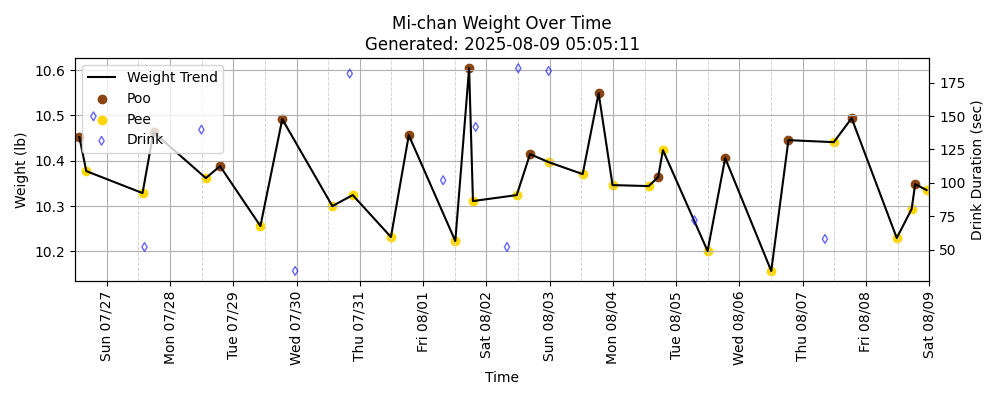 Mi-chan Weight Over Time
Generated: 2025-08-09 05:05:11
Weight (lb)
10.6
10.5
10.4
10.3
10.2
Weight Trend
Poo
Pee
Drink
175
150
125
100
75
50
Drink Duration (sec)
Sun 07/27
Mon 07/28
Tue 07/29
Wed 07/30
Thu 07/31
Fri 08/01
Sat 08/02
Sun 08/03
Mon 08/04
Tue 08/05
Wed 08/06
Thu 08/07
Fri 08/08
Sat 08/09
Time